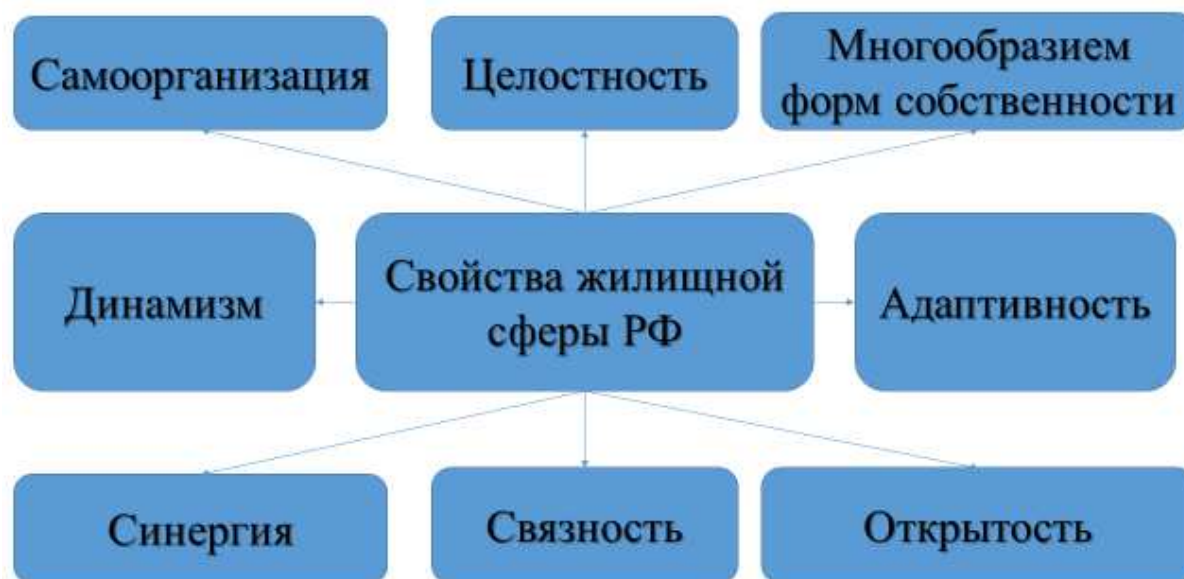 Самоорганизация
Целостность
Многообразием
форм собственности
Динамизм
Свойства жилищной
сферы РФ
Адаптивность
Синергия
Связность
Открытость